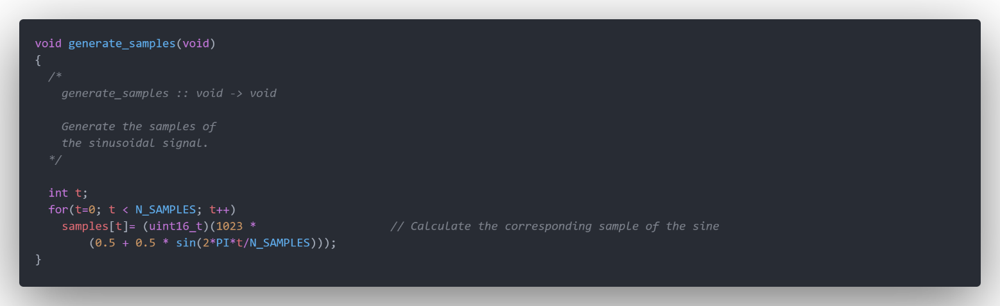 void generate_samples(void)
{
  /*
    generate_samples :: void -> void

    Generate the samples of
    the sinusoidal signal.
  */

  int t;
  for(t=0; t < N_SAMPLES; t++)
    samples[t]= (uint16_t)(1023 *                    // Calculate the corresponding sample of the sine
        (0.5 + 0.5 * sin(2*PI*t/N_SAMPLES)));
}